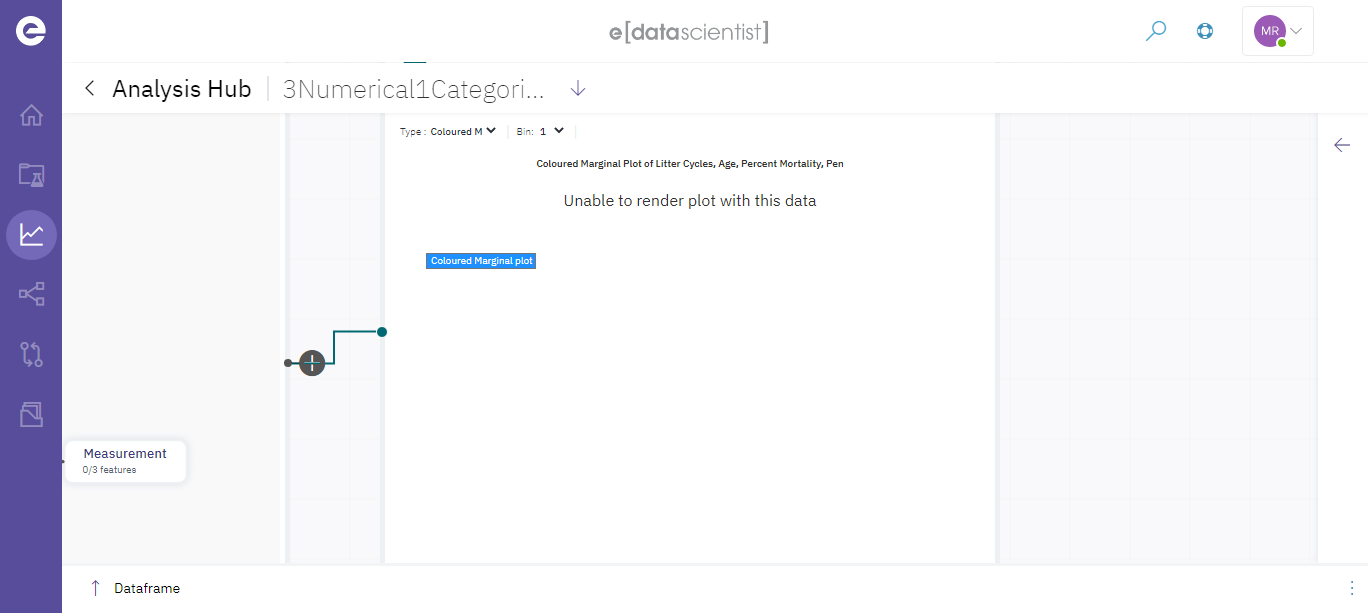 e[datascientist]
MR
Analysis Hub
3Numerical1Categori...
Type : Coloured M
Bin: 1
Coloured Marginal Plot of Litter Cycles, Age, Percent Mortality, Pen
Unable to render plot with this data
Coloured Marginal plot
Measurement
0/3 features
Dataframe